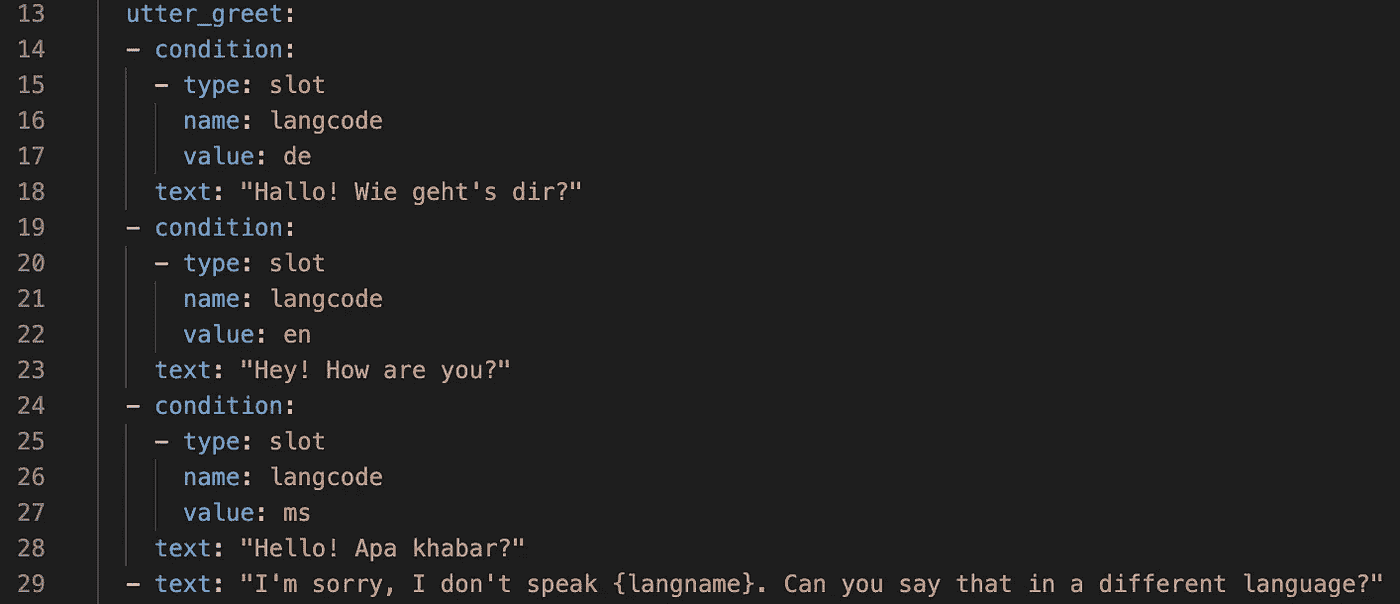 13 utter_greet:
14 - condition:
15 - type: slot
16 name: langcode
17 value: de
18 text: "Hallo! Wie geht's dir?"
19 - condition:
20 - type: slot
21 name: langcode
22 value: en
23 text: "Hey! How are you?"
24 - condition:
25 - type: slot
26 name: langcode
27 value: ms
28 text: "Hello! Apa khabar?"
29 - text: "I'm sorry, I don't speak {langname}. Can you say that in a different language?"